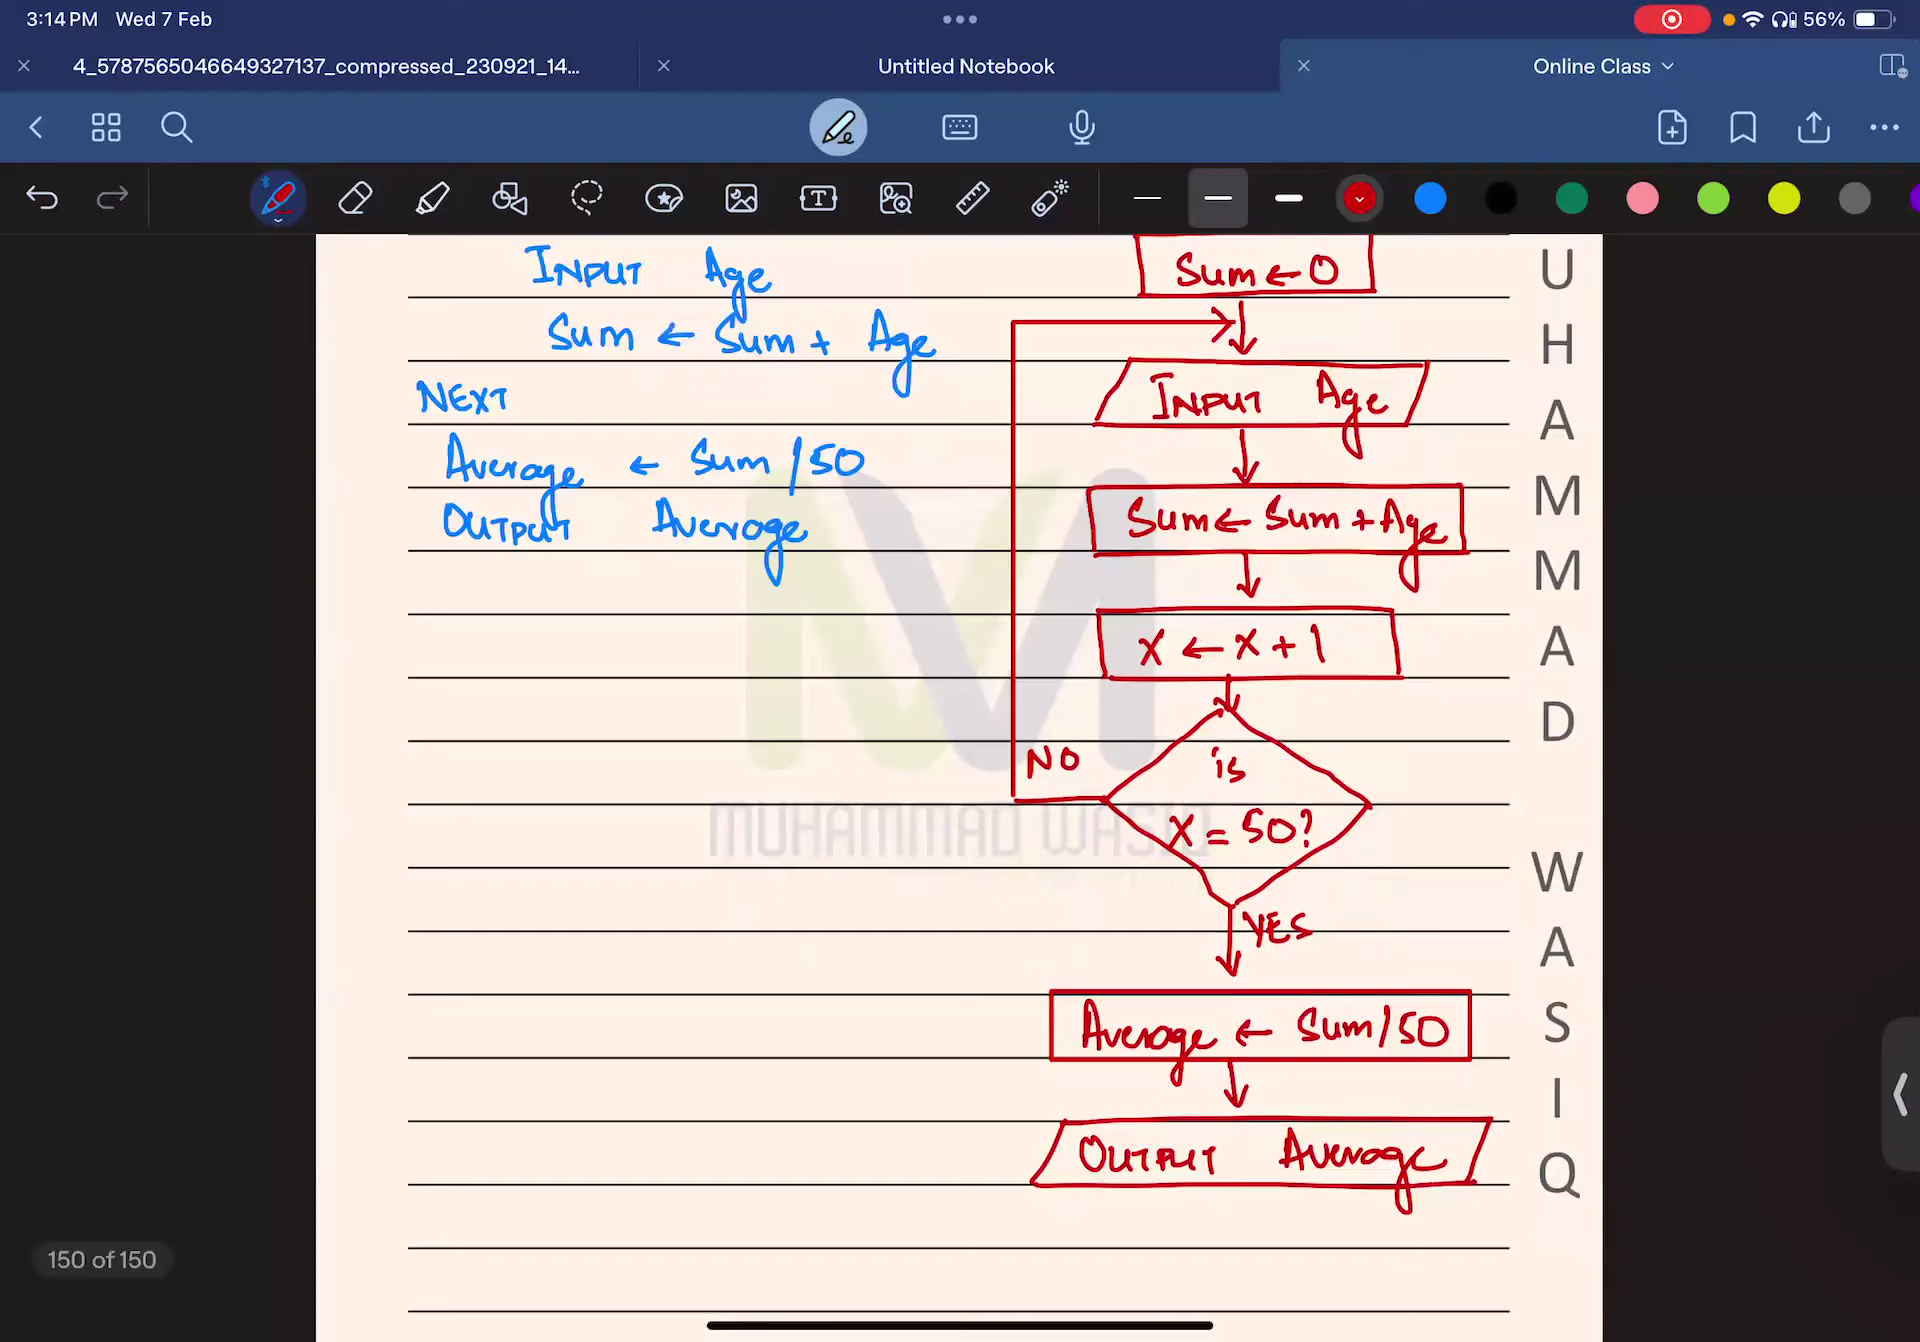 3:14 PM Wed 7 Feb
56%
4_5787565046649327137_compressed_230921_14...
Untitled Notebook
Online Class
INPUT Age
Sum ← Sum + Age
NEXT
Average ← Sum / 50
OUTPUT Average
Sum ← 0
INPUT Age
Sum ← Sum + Age
X ← X + 1
is
X = 50?
NO
YES
Average ← Sum / 50
OUTPUT Average
MUHAMMAD WASIQ
UHAMMAD WASIQ
150 of 150